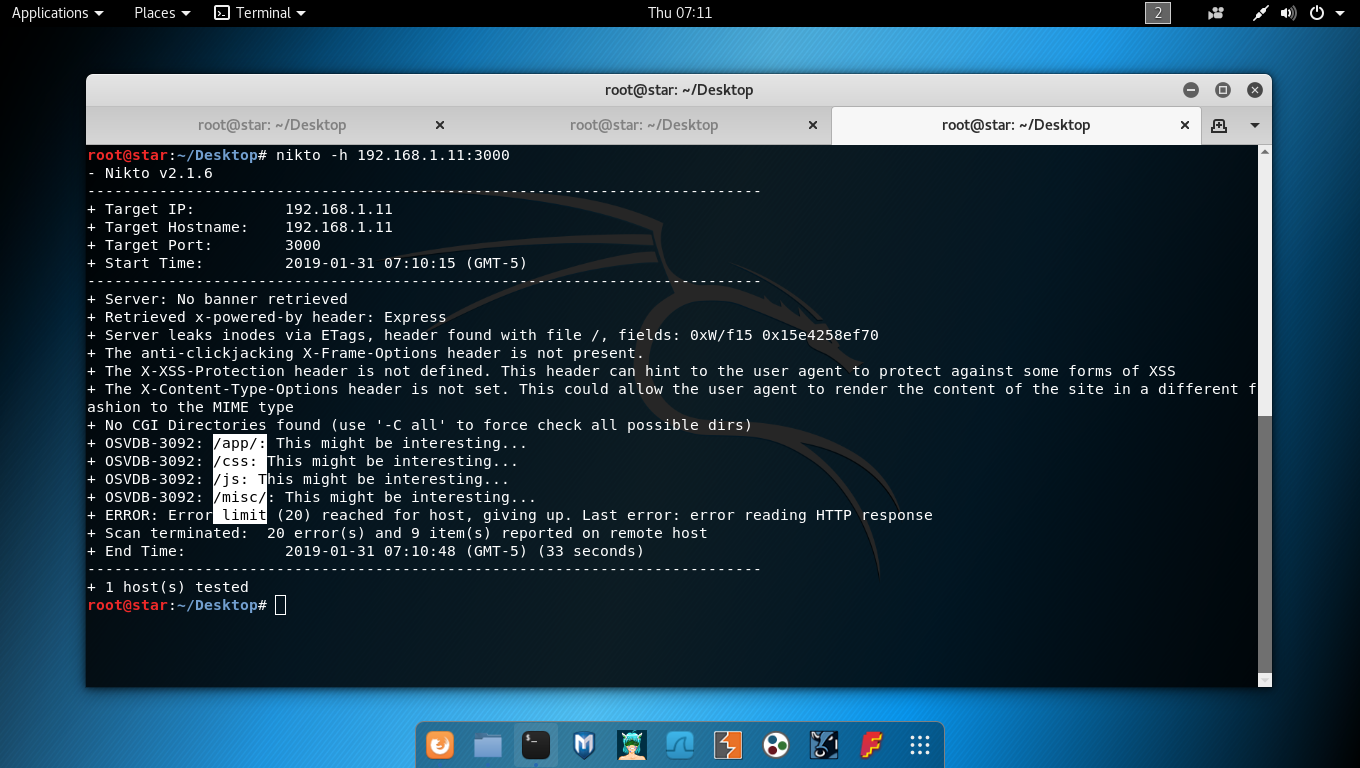 Applications Places Terminal Thu 07:11 2
root@star: ~/Desktop
root@star: ~/Desktop root@star: ~/Desktop root@star: ~/Desktop
root@star:~/Desktop# nikto -h 192.168.1.11:3000
- Nikto v2.1.6
---------------------------------------------------------------------------
+ Target IP:          192.168.1.11
+ Target Hostname:    192.168.1.11
+ Target Port:        3000
+ Start Time:         2019-01-31 07:10:15 (GMT-5)
---------------------------------------------------------------------------
+ Server: No banner retrieved
+ Retrieved x-powered-by header: Express
+ Server leaks inodes via ETags, header found with file /, fields: 0xW/f15 0x15e4258ef70
+ The anti-clickjacking X-Frame-Options header is not present.
+ The X-XSS-Protection header is not defined. This header can hint to the user agent to protect against some forms of XSS
+ The X-Content-Type-Options header is not set. This could allow the user agent to render the content of the site in a different f
ashion to the MIME type
+ No CGI Directories found (use '-C all' to force check all possible dirs)
+ OSVDB-3092: /app/: This might be interesting...
+ OSVDB-3092: /css: This might be interesting...
+ OSVDB-3092: /js: This might be interesting...
+ OSVDB-3092: /misc/: This might be interesting...
+ ERROR: Error limit (20) reached for host, giving up. Last error: error reading HTTP response
+ Scan terminated:  20 error(s) and 9 item(s) reported on remote host
+ End Time:           2019-01-31 07:10:48 (GMT-5) (33 seconds)
---------------------------------------------------------------------------
+ 1 host(s) tested
root@star:~/Desktop#